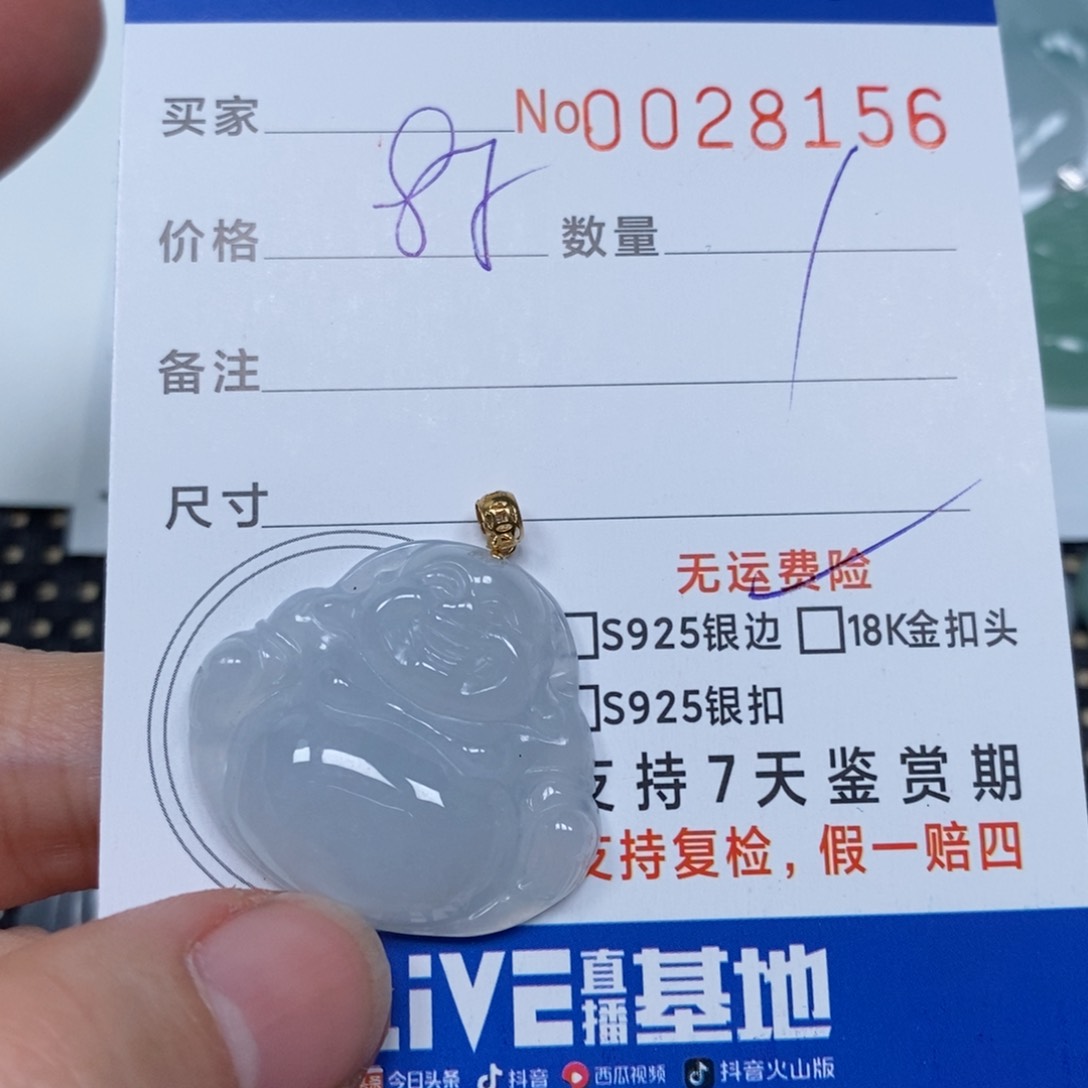 买家 No 0028156
价格 数量 1
备注
尺寸
无运费险
S925银边 18K金扣头
S925银扣
支持7天鉴赏期
支持复检，假一赔四
LIVE直播基地
今日头条 抖音 西瓜视频 抖音火山版